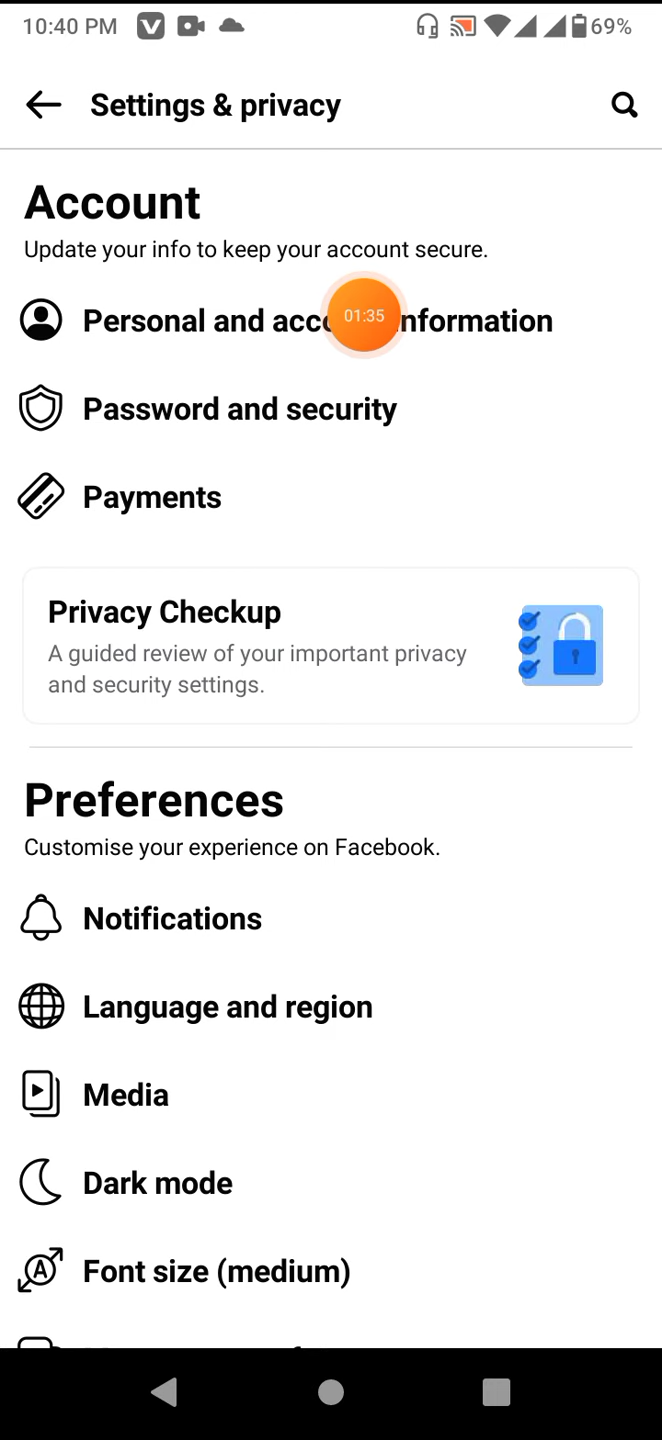 10:40 PM 69%
Settings & privacy
Account
Update your info to keep your account secure.
Personal and acco 01:35 nformation
Password and security
Payments
Privacy Checkup
A guided review of your important privacy
and security settings.
Preferences
Customise your experience on Facebook.
Notifications
Language and region
Media
Dark mode
Font size (medium)